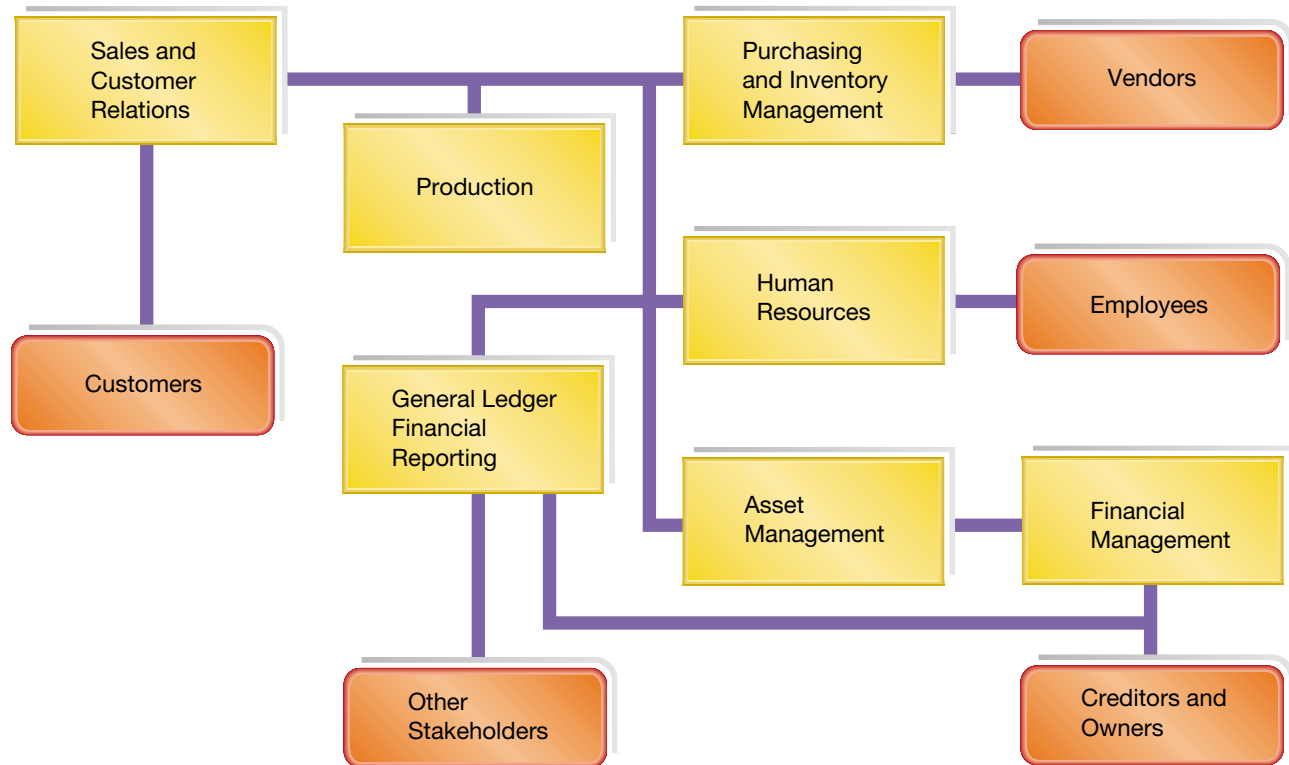 Sales and
Customer
Relations
Purchasing
and Inventory
Management
Vendors
Production
Human
Resources
Employees
Customers
General Ledger
Financial
Reporting
Asset
Management
Financial
Management
Other
Stakeholders
Creditors and
Owners